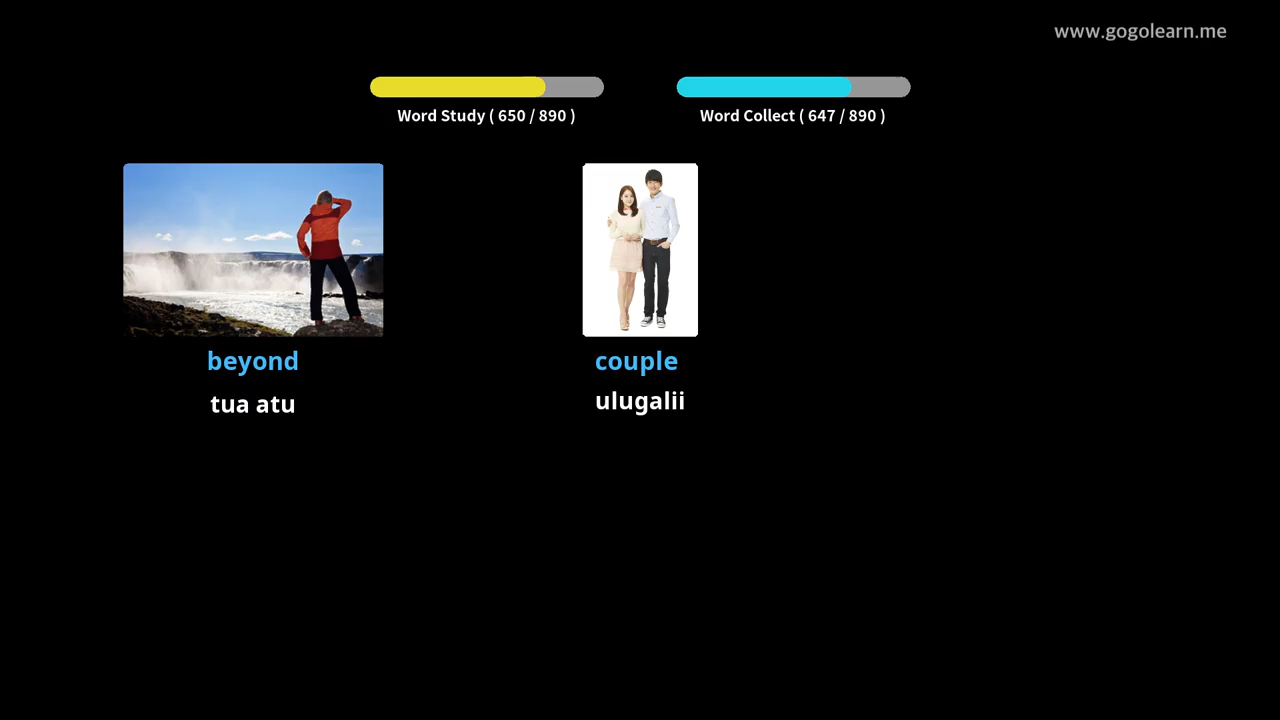 www.gogolearn.me
Word Study ( 650 / 890 )
Word Collect ( 647 / 890 )
beyond
tua atu
couple
ulugalii